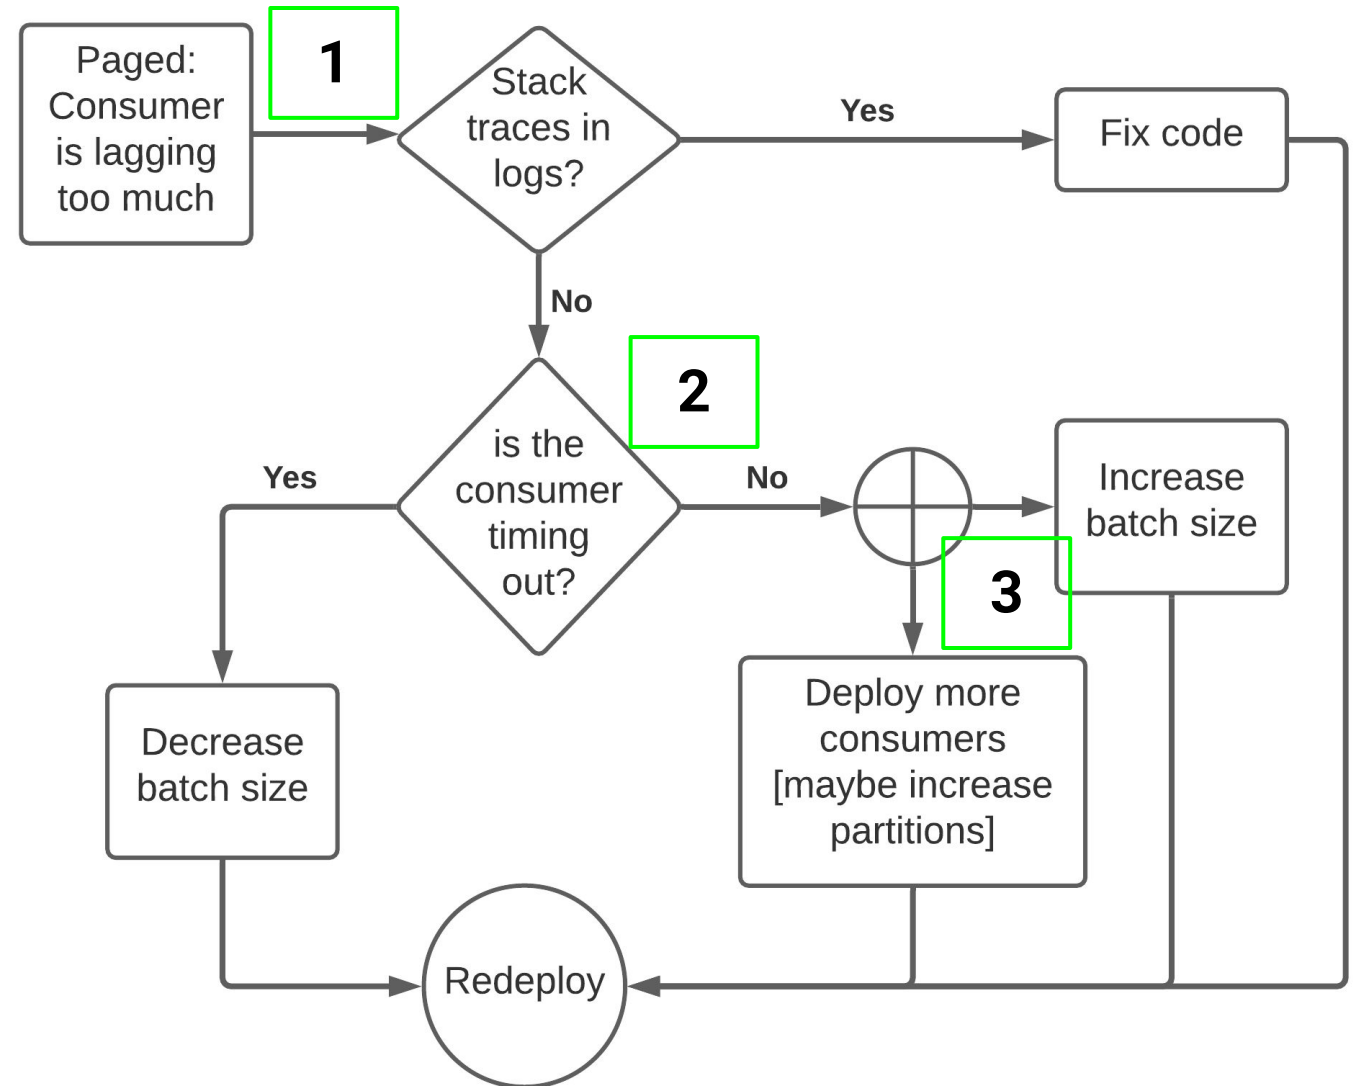 Paged:
Consumer
is lagging
too much
1
Stack
traces in
logs?
Yes
Fix code
No
2
is the
consumer
timing
out?
Yes
No
Increase
batch size
3
Decrease
batch size
Deploy more
consumers
[maybe increase
partitions]
Redeploy